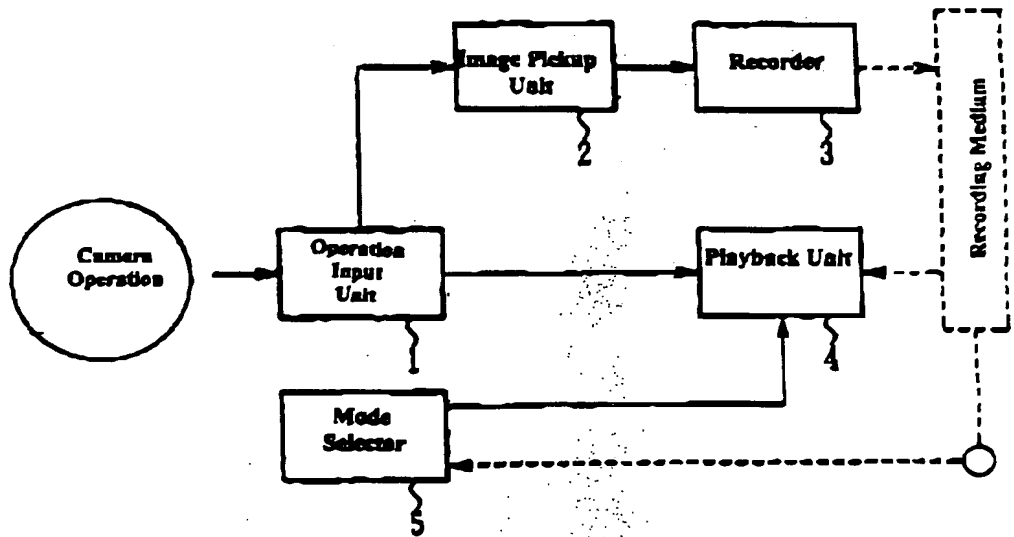 Image Pickup
Unit
2
Recorder
3
Recording Medium
Camera
Operation
Operation
Input
Unit
1
Playback Unit
4
Mode
Selector
5